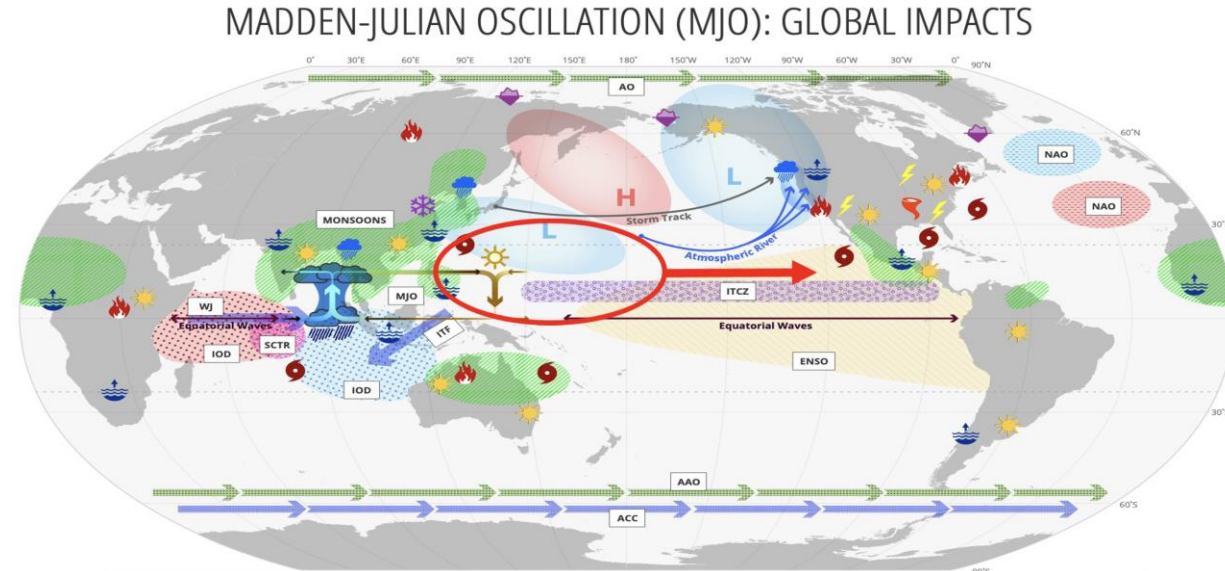 MADDEN-JULIAN OSCILLATION (MJO): GLOBAL IMPACTS
0° 30°E 60°E 90°E 120°E 150°E 180° 150°W 120°W 90°W 60°W 30°W 0°
90°N
AO
60°N
NAO
H
L
NAO
MONSOONS
Storm Track
30°
L
Atmospheric River
MJO
ITCZ
WJ
Equatorial Waves
Equatorial Waves
ITF
SCTR
IOD
ENSO
IOD
30°
AAO
60°S
ACC